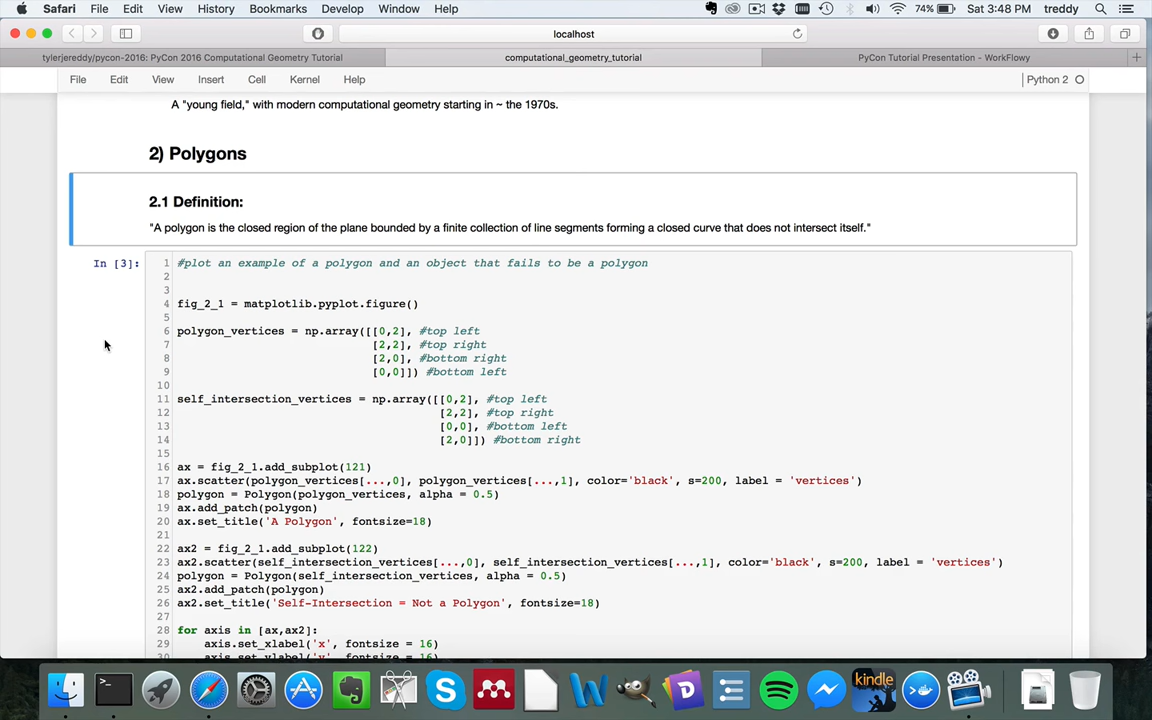 Safari File Edit View History Bookmarks Develop Window Help 74% Sat 3:48 PM treddy
localhost
tylerjereddy/pycon-2016: PyCon 2016 Computational Geometry Tutorial computational_geometry_tutorial PyCon Tutorial Presentation - WorkFlowy
File Edit View Insert Cell Kernel Help Python 2
A "young field," with modern computational geometry starting in ~ the 1970s.
2) Polygons
2.1 Definition:
"A polygon is the closed region of the plane bounded by a finite collection of line segments forming a closed curve that does not intersect itself."
In [3]:
1 #plot an example of a polygon and an object that fails to be a polygon
2
3
4 fig_2_1 = matplotlib.pyplot.figure()
5
6 polygon_vertices = np.array([[0,2], #top left
7 [2,2], #top right
8 [2,0], #bottom right
9 [0,0]]) #bottom left
10
11 self_intersection_vertices = np.array([[0,2], #top left
12 [2,2], #top right
13 [0,0], #bottom left
14 [2,0]]) #bottom right
15
16 ax = fig_2_1.add_subplot(121)
17 ax.scatter(polygon_vertices[...,0], polygon_vertices[...,1], color='black', s=200, label = 'vertices')
18 polygon = Polygon(polygon_vertices, alpha = 0.5)
19 ax.add_patch(polygon)
20 ax.set_title('A Polygon', fontsize=18)
21
22 ax2 = fig_2_1.add_subplot(122)
23 ax2.scatter(self_intersection_vertices[...,0], self_intersection_vertices[...,1], color='black', s=200, label = 'vertices')
24 polygon = Polygon(self_intersection_vertices, alpha = 0.5)
25 ax2.add_patch(polygon)
26 ax2.set_title('Self-Intersection = Not a Polygon', fontsize=18)
27
28 for axis in [ax,ax2]:
29 axis.set_xlabel('x', fontsize = 16)
30 axis.set_ylabel('y', fontsize = 16)
kindle